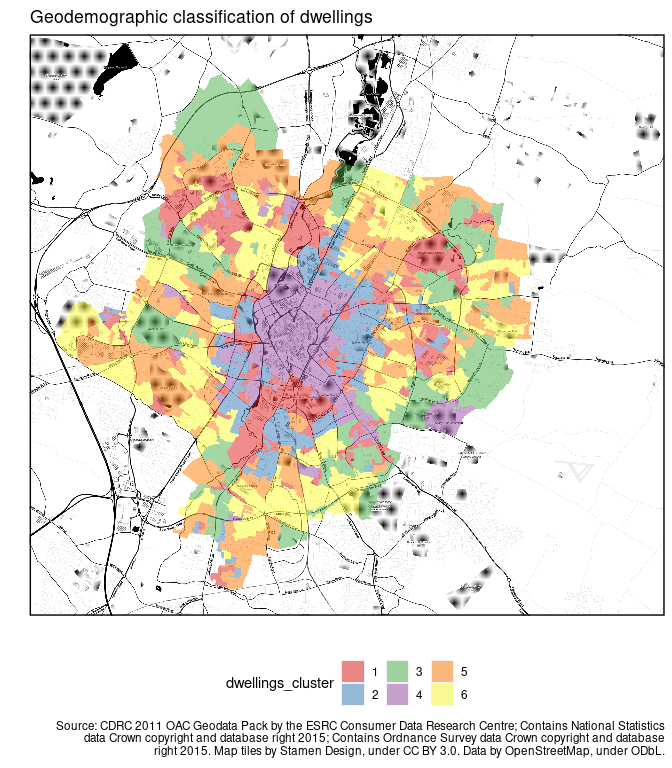 Geodemographic classification of dwellings
dwellings_cluster
1
3
5
2
4
6
Source: CDRC 2011 OAC Geodata Pack by the ESRC Consumer Data Research Centre; Contains National Statistics
data Crown copyright and database right 2015; Contains Ordnance Survey data Crown copyright and database
right 2015. Map tiles by Stamen Design, under CC BY 3.0. Data by OpenStreetMap, under ODbL.